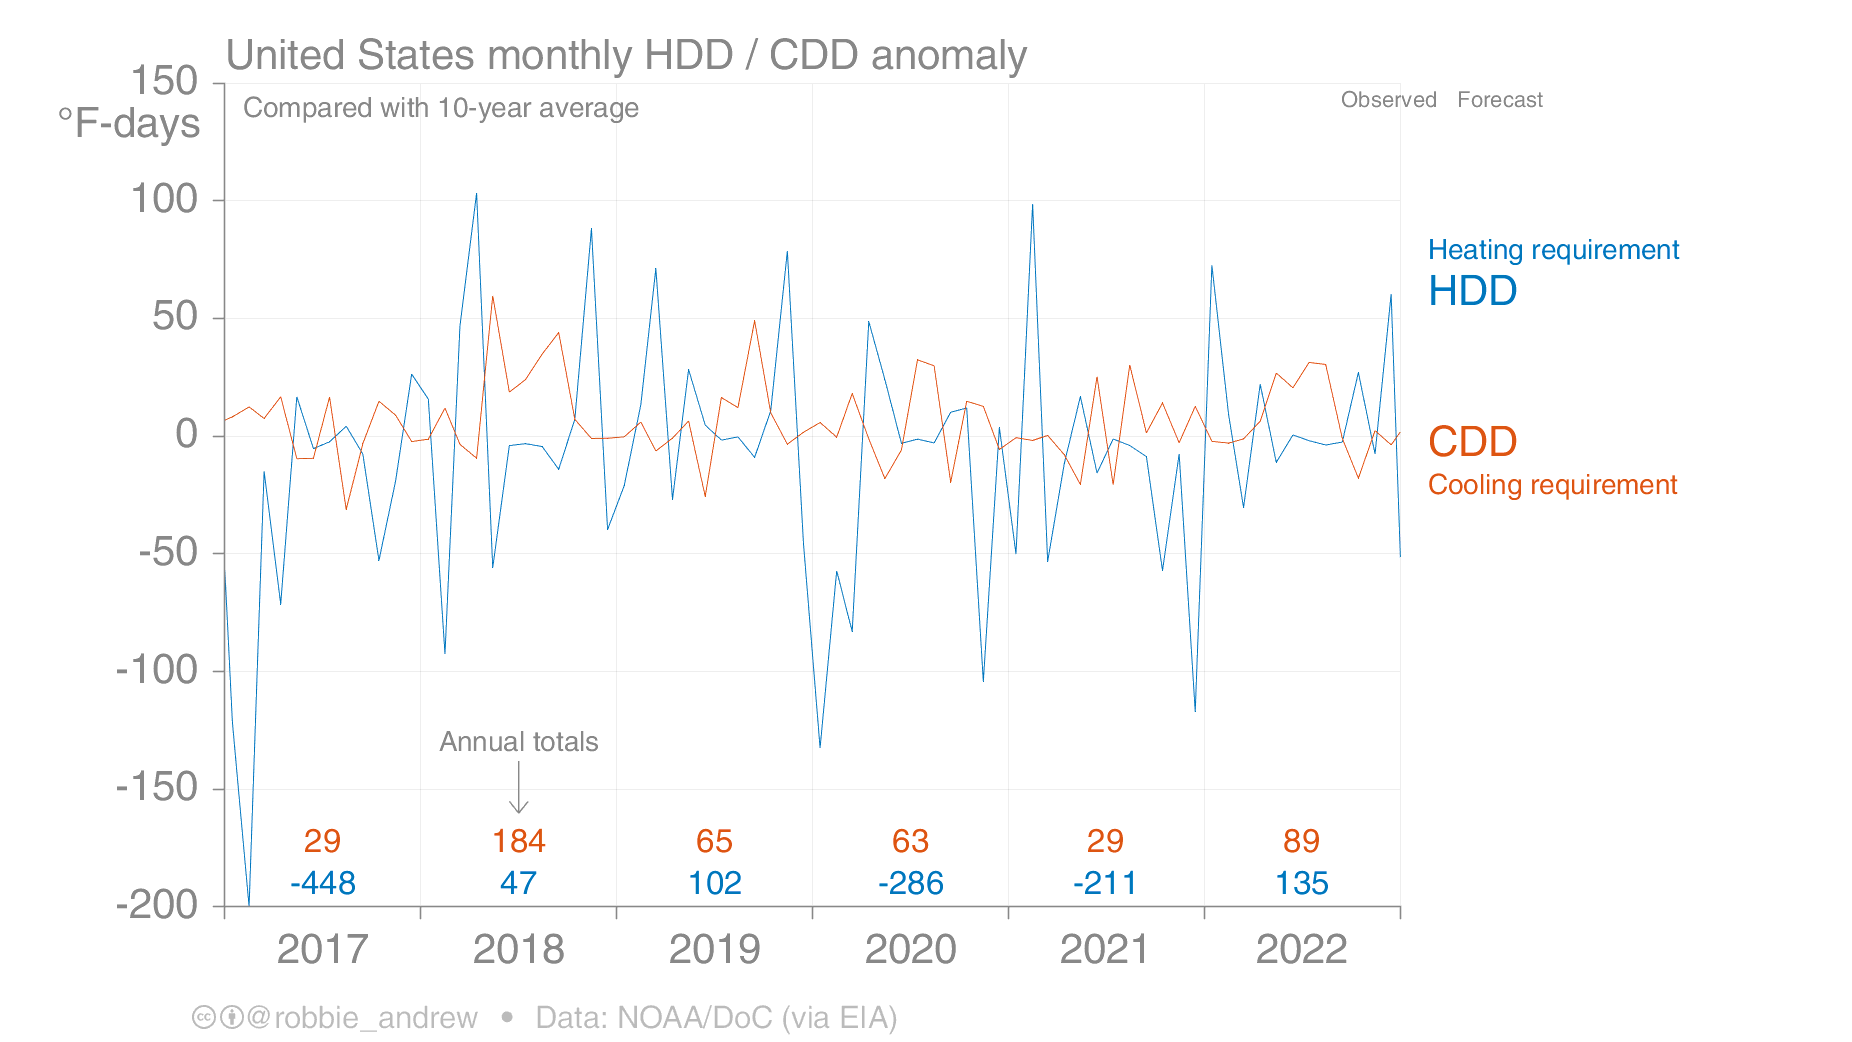 United States monthly HDD / CDD anomaly
150
°F-days
Compared with 10-year average
Observed Forecast
100
50
0
-50
-100
-150
-200
Heating requirement
HDD
CDD
Cooling requirement
Annual totals
29 184 65 63 29 89
-448 47 102 -286 -211 135
2017 2018 2019 2020 2021 2022
@robbie_andrew • Data: NOAA/DoC (via EIA)